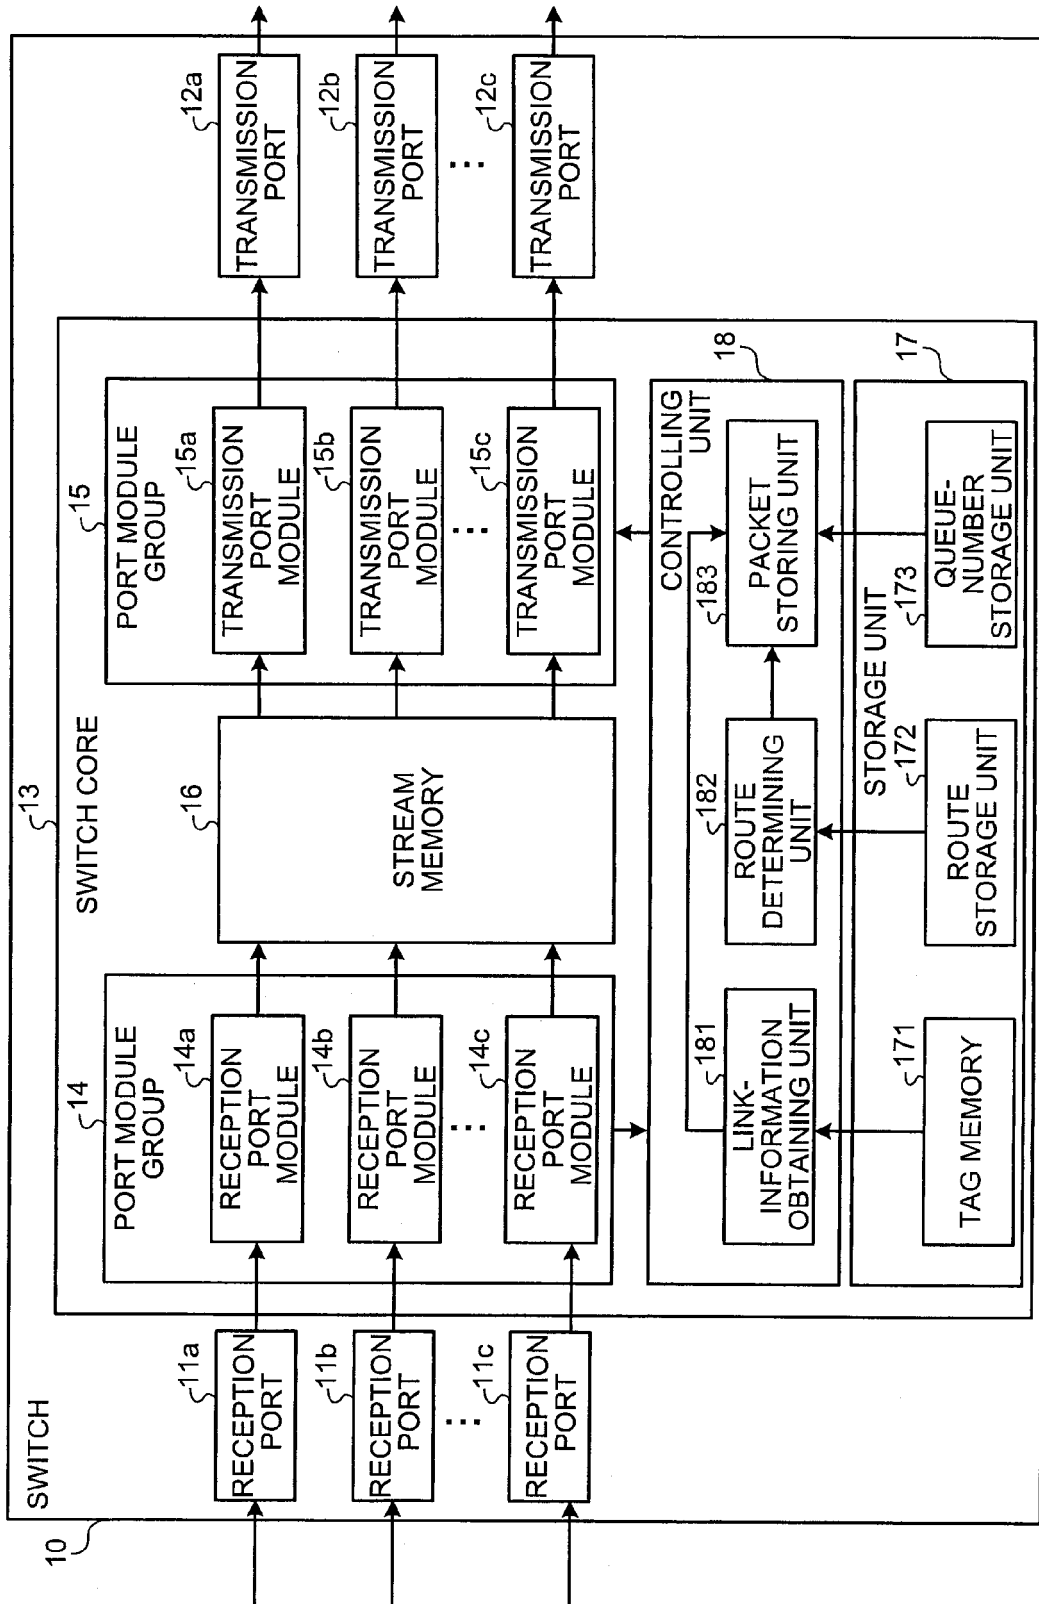 SWITCH
10
SWITCH CORE
13
11a
RECEPTION
PORT
11b
RECEPTION
PORT
11c
RECEPTION
PORT
14
PORT MODULE
GROUP
14a
RECEPTION
PORT
MODULE
14b
RECEPTION
PORT
MODULE
14c
RECEPTION
PORT
MODULE
16
STREAM
MEMORY
15
PORT MODULE
GROUP
15a
TRANSMISSION
PORT
MODULE
15b
TRANSMISSION
PORT
MODULE
15c
TRANSMISSION
PORT
MODULE
12a
TRANSMISSION
PORT
12b
TRANSMISSION
PORT
12c
TRANSMISSION
PORT
CONTROLLING
UNIT
18
181
LINK-
INFORMATION
OBTAINING UNIT
182
ROUTE
DETERMINING
UNIT
183
PACKET
STORING UNIT
STORAGE UNIT
17
171
TAG MEMORY
172
ROUTE
STORAGE UNIT
173
QUEUE-
NUMBER
STORAGE UNIT